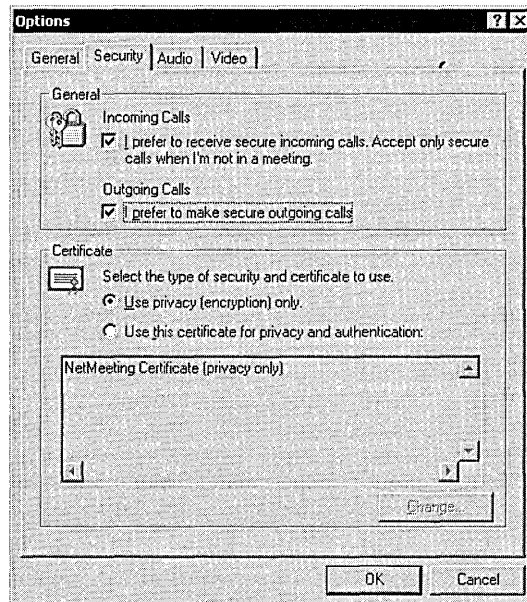 Options
General Security Audio Video
General
Incoming Calls
I prefer to receive secure incoming calls. Accept only secure
calls when I'm not in a meeting.
Outgoing Calls
I prefer to make secure outgoing calls
Certificate
Select the type of security and certificate to use.
Use privacy (encryption) only.
Use this certificate for privacy and authentication:
NetMeeting Certificate (privacy only)
Change...
OK Cancel